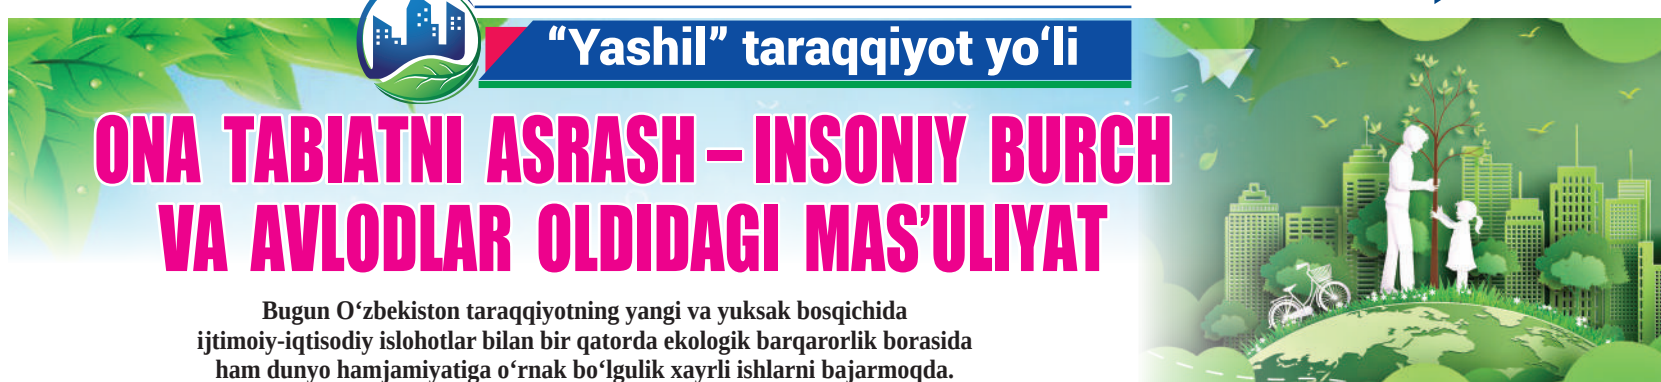 “Yashil” taraqqiyot yo‘li
ONA TABIATNI ASRASH – INSONIY BURCH
VA AVLODLAR OLDIDAGI MAS’ULIYAT
Bugun O‘zbekiston taraqqiyotning yangi va yuksak bosqichida
ijtimoiy-iqtisodiy islohotlar bilan bir qatorda ekologik barqarorlik borasida
ham dunyo hamjamiyatiga o‘rnak bo‘lgulik xayrli ishlarni bajarmoqda.